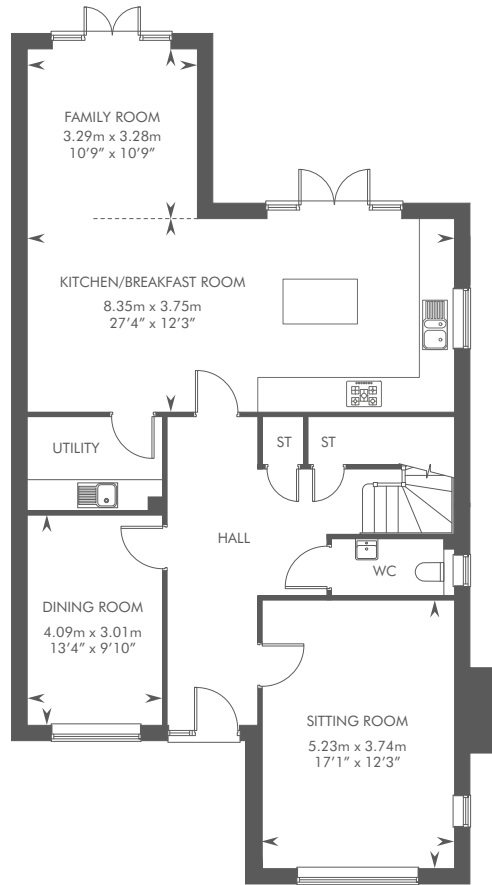 FAMILY ROOM
3.29m x 3.28m
10’9” x 10’9”
KITCHEN/BREAKFAST ROOM
8.35m x 3.75m
27’4” x 12’3”
UTILITY
ST
ST
HALL
WC
DINING ROOM
4.09m x 3.01m
13’4” x 9’10”
SITTING ROOM
5.23m x 3.74m
17’1” x 12’3”